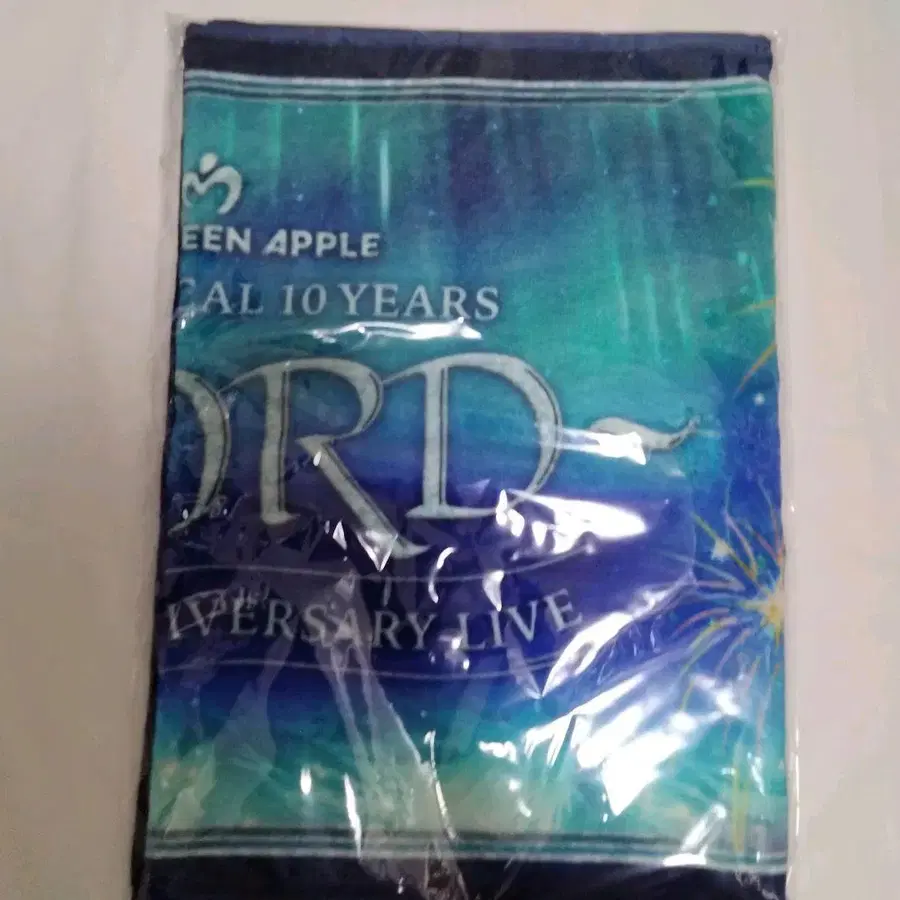 EEN APPLE
CAL 10 YEARS
ORD
IVERSARY LIVE